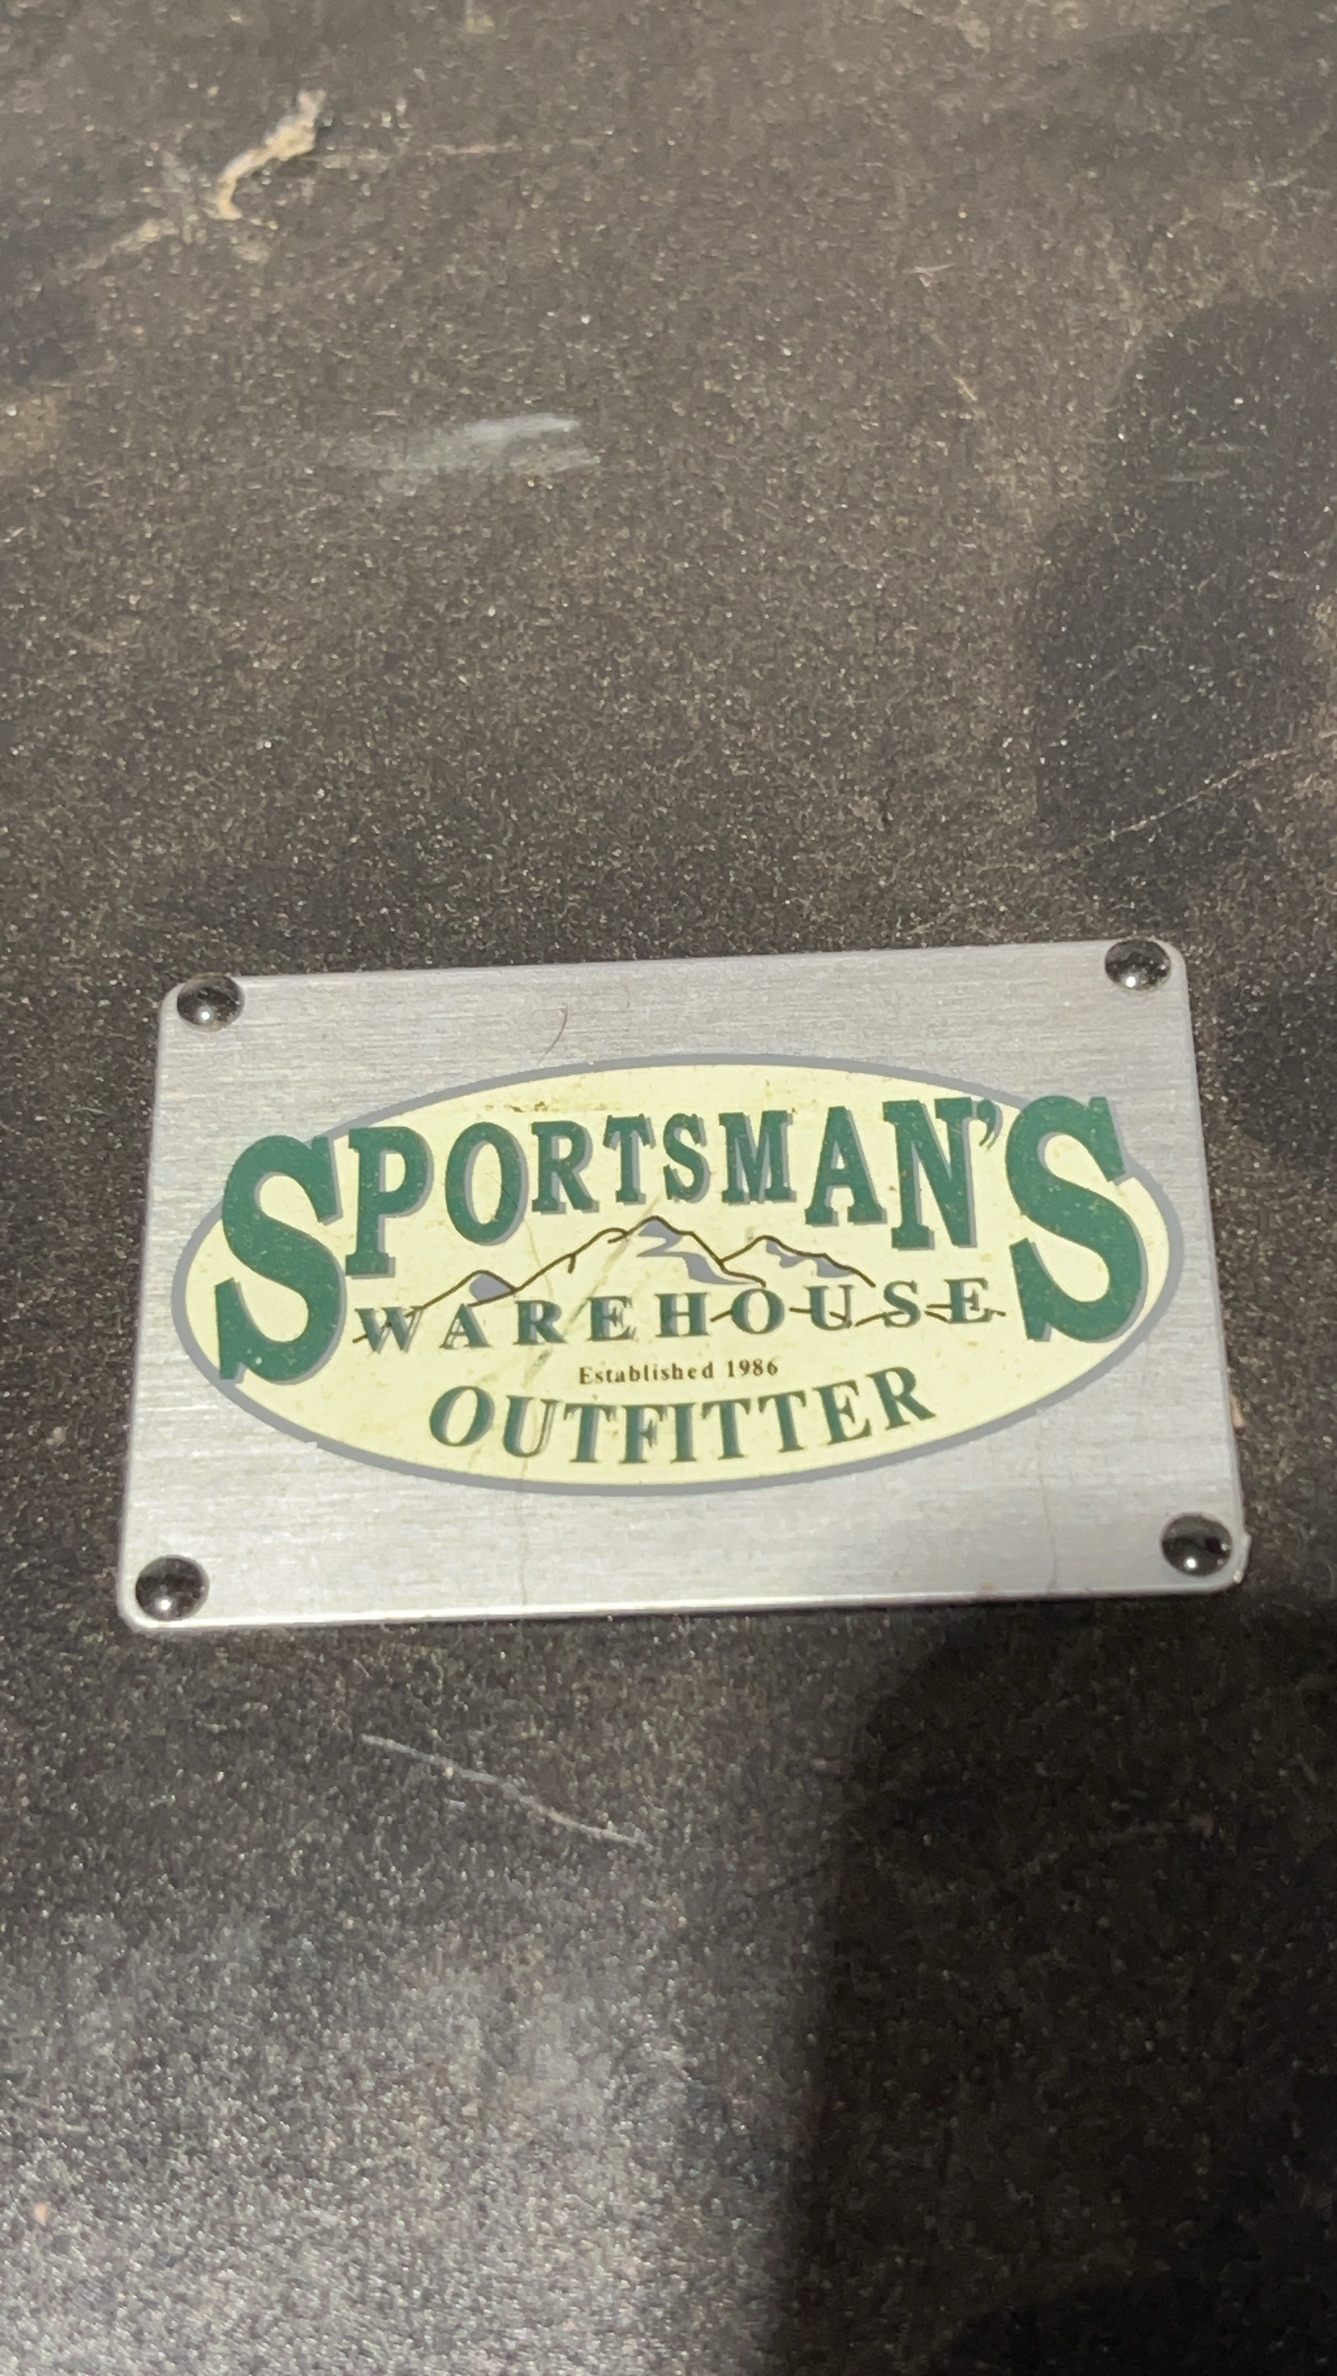 SPORTSMAN'S
WAREHOUSE
Established 1986
OUTFITTER